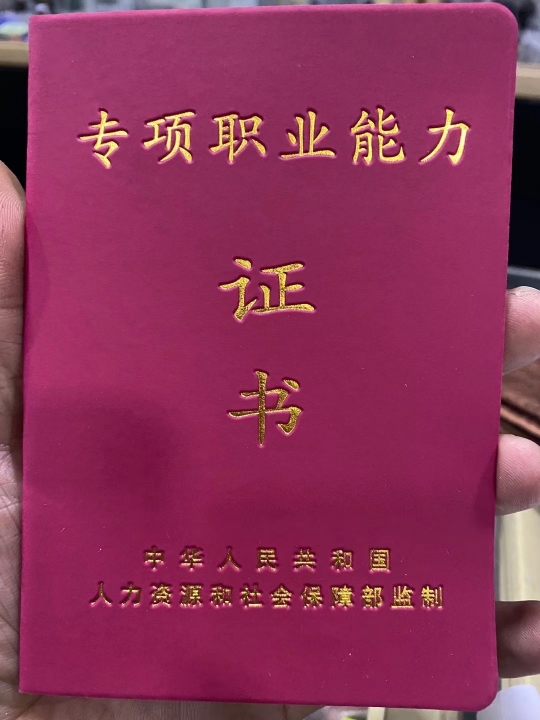 专项职业能力
证
书
中华人民共和国
人力资源和社会保障部监制